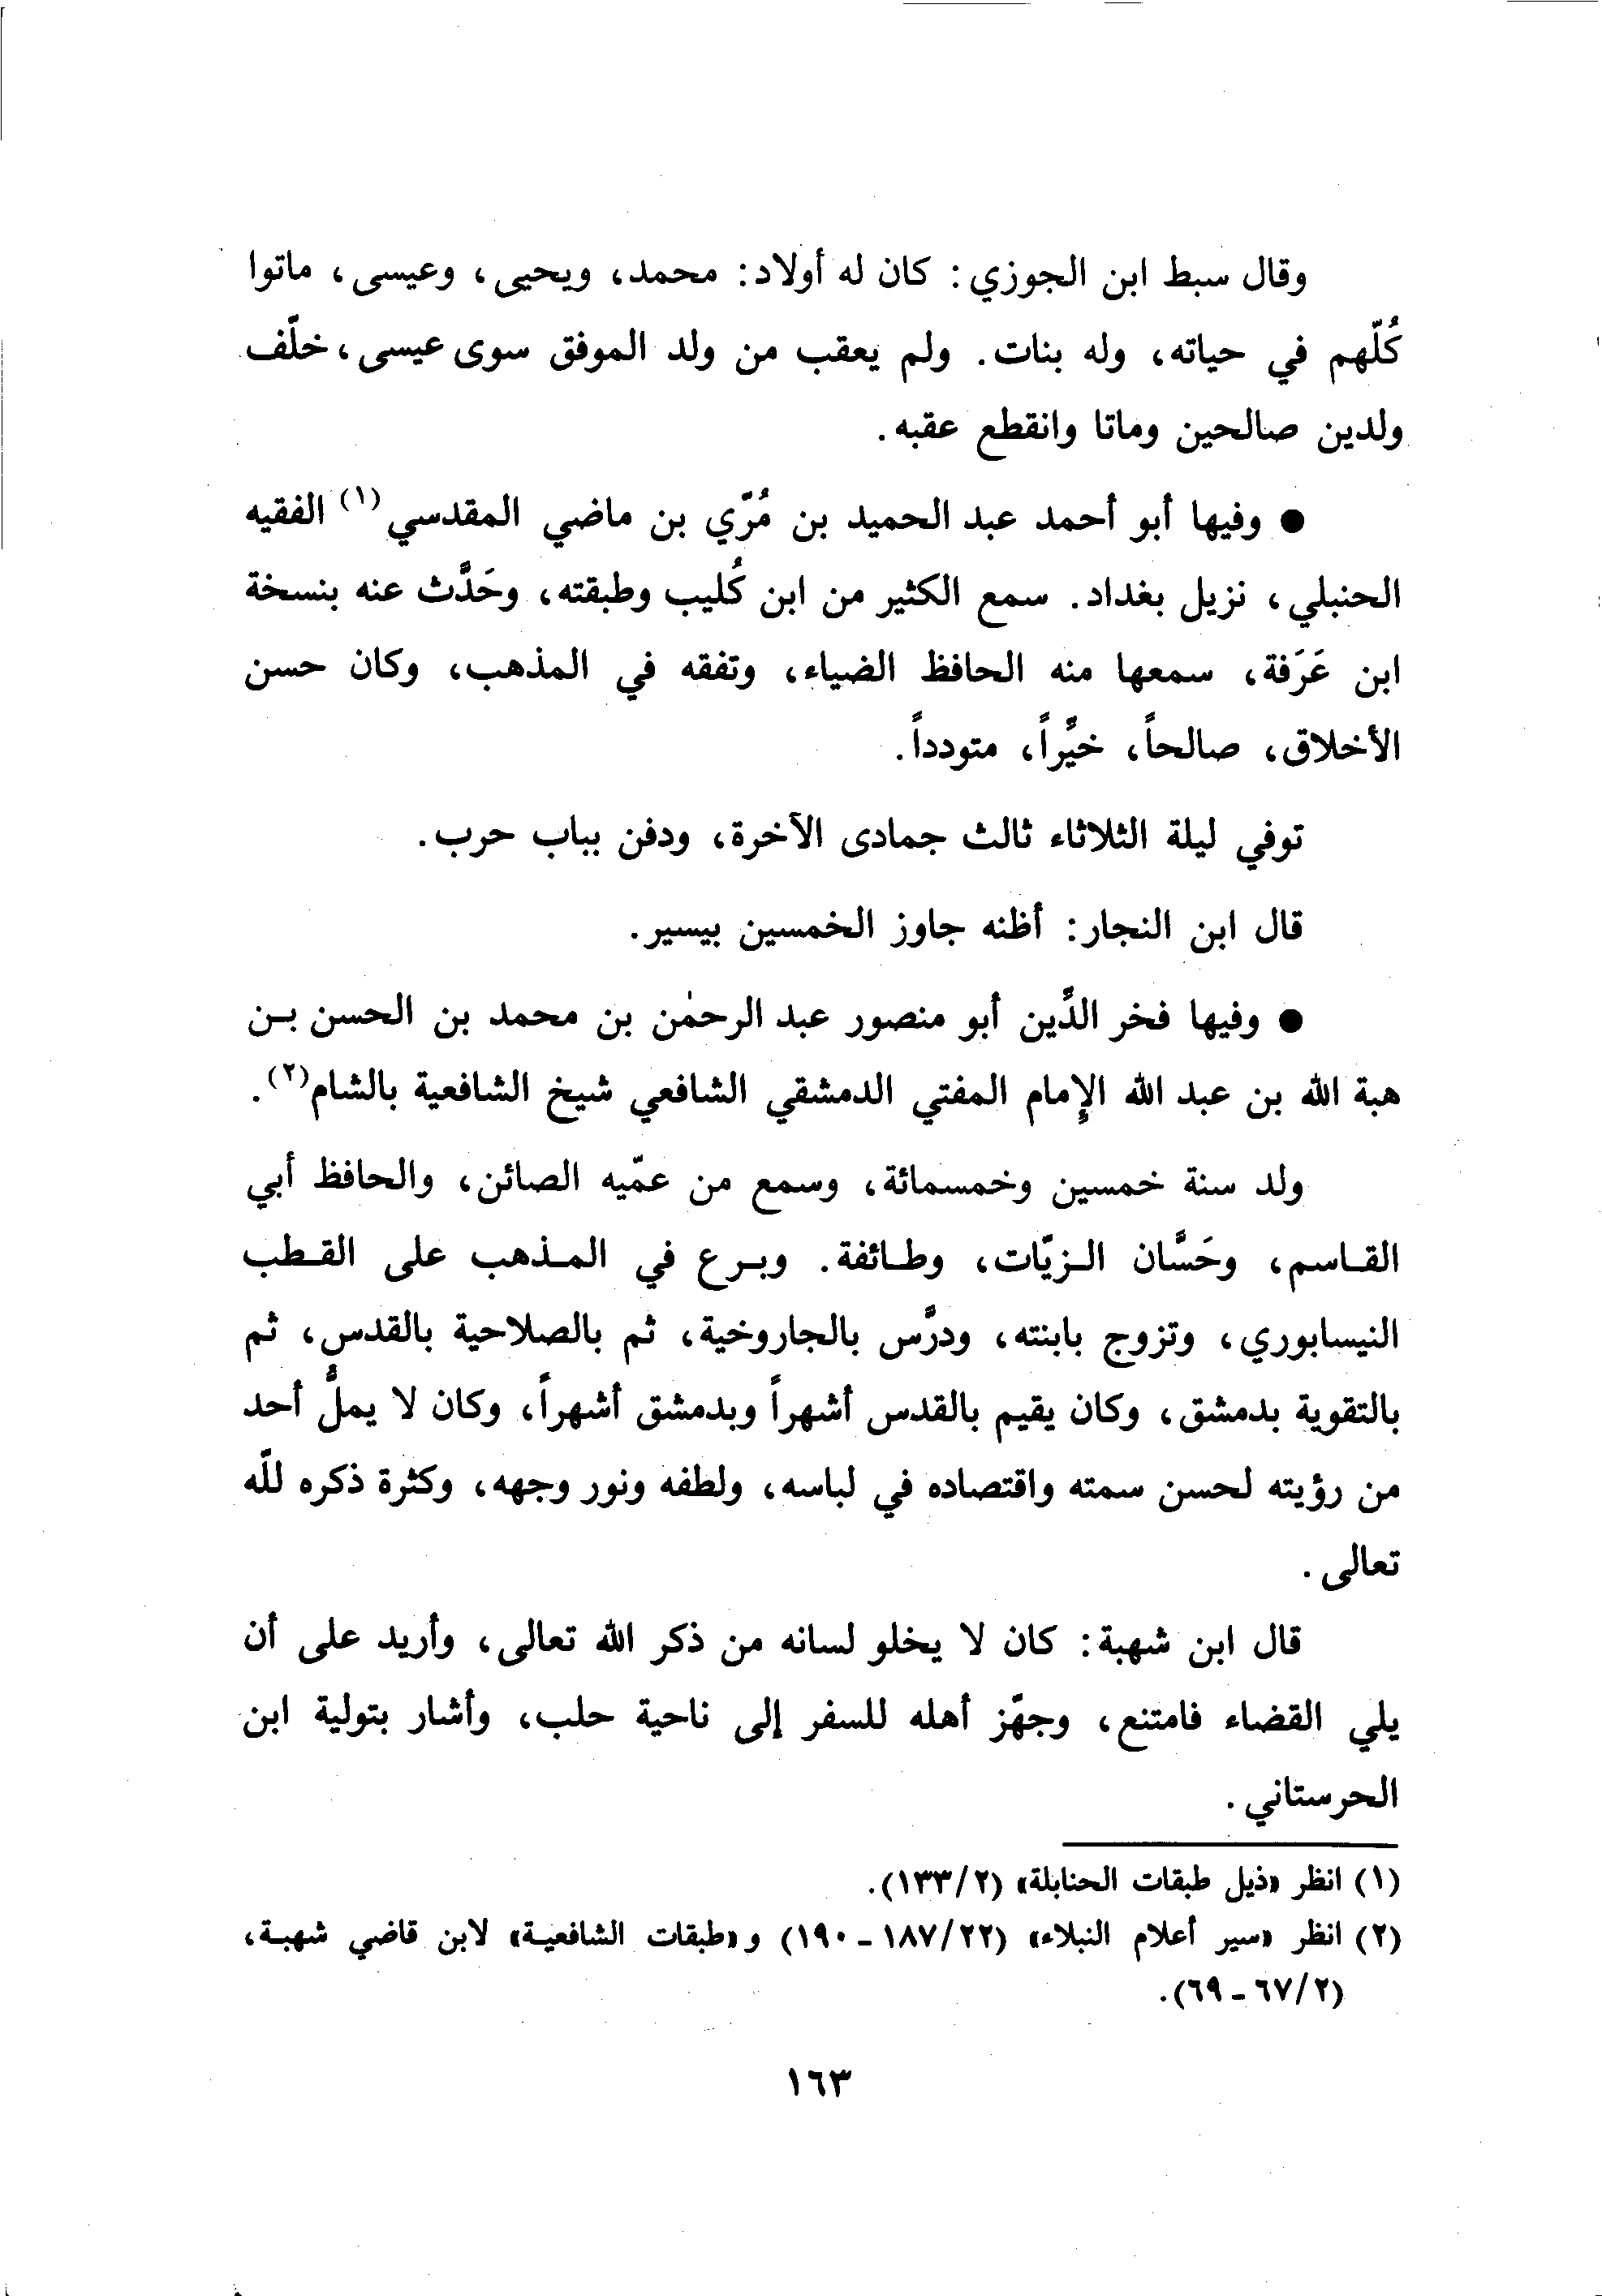 وقال سبط ابن الجوزي: كان له أولاد: محمد، ويحيى، وعيسى، ماتوا
كُلّهم في حياته، وله بنات. ولم يعقب من ولد الموفق سوى عيسى، خلّف
ولدين صالحين وماتا وانقطع عقبه.
● وفيها أبو أحمد عبد الحميد بن مُرّي بن ماضي المقدسي(١) الفقيه
الحنبلي، نزيل بغداد. سمع الكثير من ابن كُليب وطبقته، وحَدَّث عنه بنسخة
ابن عَرَفة، سمعها منه الحافظ الضياء، وتفقه في المذهب، وكان حسن
الأخلاق، صالحاً، خيِّراً، متودداً.
توفي ليلة الثلاثاء ثالث جمادى الآخرة، ودفن بباب حرب.
قال ابن النجار: أظنه جاوز الخمسين بيسير.
● وفيها فخر الدِّين أبو منصور عبد الرحمٰن بن محمد بن الحسن بن
هبة الله بن عبد الله الإِمام المفتي الدمشقي الشافعي شيخ الشافعية بالشام(٢).
ولد سنة خمسين وخمسمائة، وسمع من عمّيه الصائن، والحافظ أبي
القاسم، وحَسَّان الزيّات، وطائفة. وبرع في المذهب على القطب
النيسابوري، وتزوج بابنته، ودرَّس بالجاروخية، ثم بالصلاحية بالقدس، ثم
بالتقوية بدمشق، وكان يقيم بالقدس أشهراً وبدمشق أشهراً، وكان لا يملُّ أحد
من رؤيته لحسن سمته واقتصاده في لباسه، ولطفه ونور وجهه، وكثرة ذكره للّه
تعالى.
قال ابن شهبة: كان لا يخلو لسانه من ذكر الله تعالى، وأريد على أن
يلي القضاء فامتنع، وجهّز أهله للسفر إلى ناحية حلب، وأشار بتولية ابن
الحرستاني.
(١) انظر «ذيل طبقات الحنابلة» (١٣٣/٢).
(٢) انظر «سير أعلام النبلاء» (١٨٧/٢٢ - ١٩٠) و«طبقات الشافعية» لابن قاضي شهبة،
(٦٧/٢ - ٦٩).
١٦٣